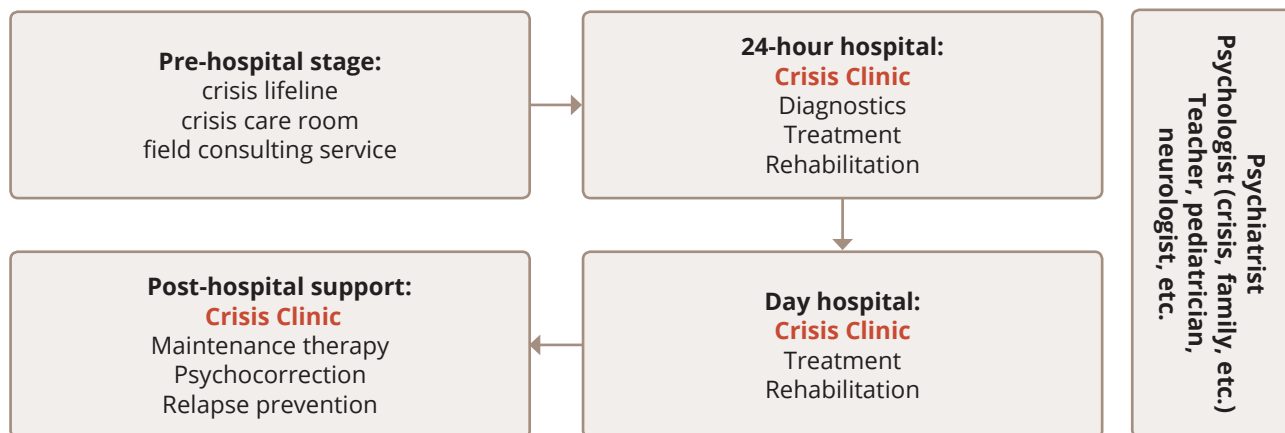 Pre-hospital stage:
crisis lifeline
crisis care room
field consulting service
24-hour hospital:
Crisis Clinic
Diagnostics
Treatment
Rehabilitation
Day hospital:
Crisis Clinic
Treatment
Rehabilitation
Post-hospital support:
Crisis Clinic
Maintenance therapy
Psychocorrection
Relapse prevention
Psychiatrist
Psychologist (crisis, family, etc.)
Teacher, pediatrician,
neurologist, etc.